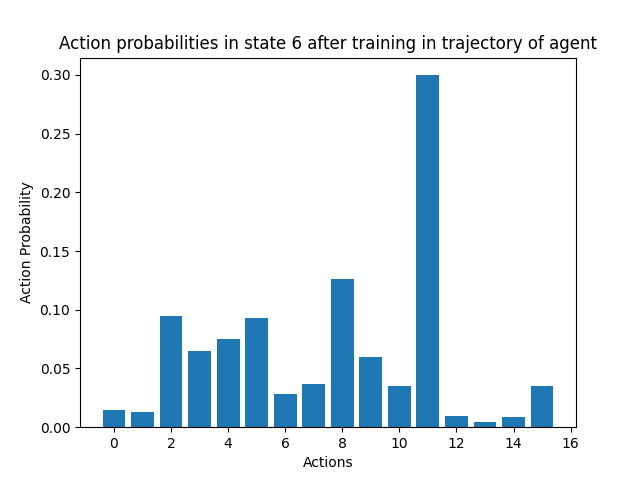 Action probabilities in state 6 after training in trajectory of agent
0.30
0.25
0.20
0.15
0.10
0.05
0.00
Action Probability
0 2 4 6 8 10 12 14 16
Actions